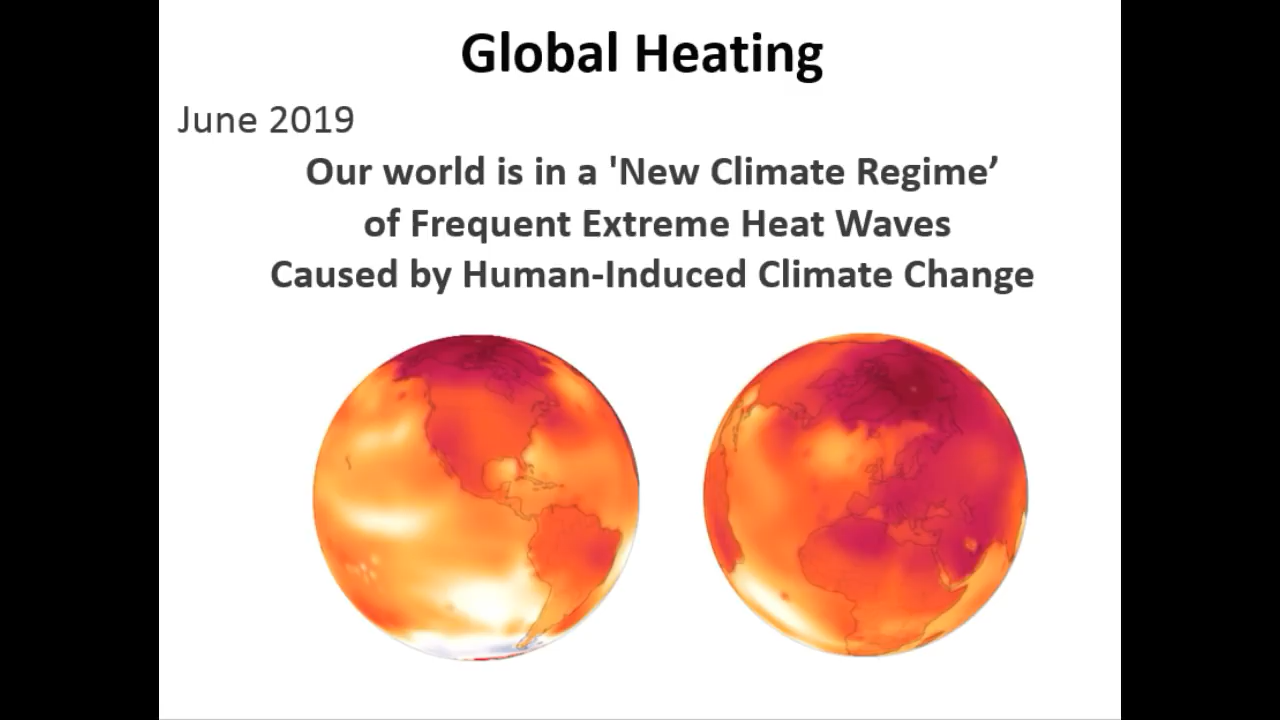 Global Heating
June 2019
Our world is in a 'New Climate Regime’
of Frequent Extreme Heat Waves
Caused by Human-Induced Climate Change